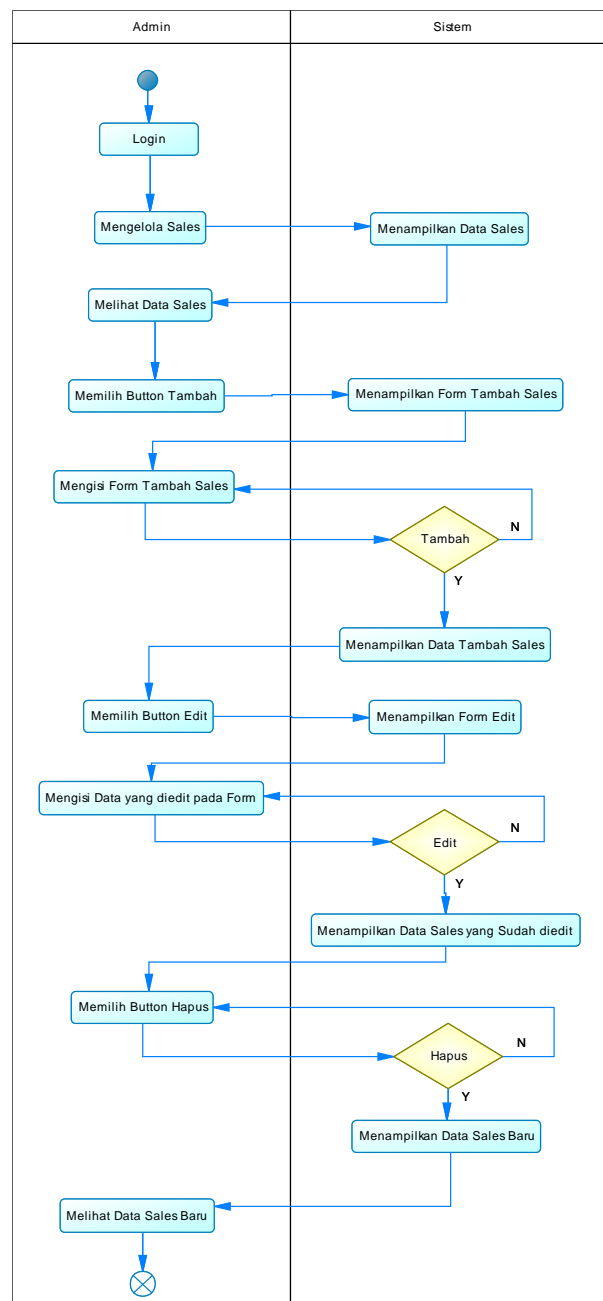 Admin
Sistem
Login
Mengelola Sales
Menampilkan Data Sales
Melihat Data Sales
Memilih Button Tambah
Menampilkan Form Tambah Sales
Mengisi Form Tambah Sales
N
Tambah
Y
Menampilkan Data Tambah Sales
Memilih Button Edit
Menampilkan Form Edit
Mengisi Data yang diedit pada Form
N
Edit
Y
Menampilkan Data Sales yang Sudah diedit
Memilih Button Hapus
N
Hapus
Y
Menampilkan Data Sales Baru
Melihat Data Sales Baru